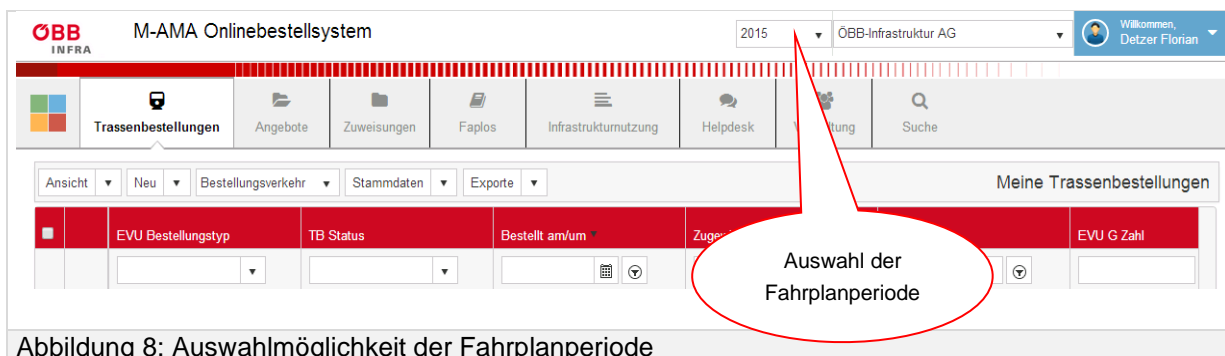 ÖBB
INFRA
M-AMA Onlinebestellsystem
2015
ÖBB-Infrastruktur AG
Willkommen,
Detzer Florian
Trassenbestellungen
Angebote
Zuweisungen
Faplos
Infrastrukturnutzung
Helpdesk
Suche
Ansicht
Neu
Bestellungsverkehr
Stammdaten
Exporte
Meine Trassenbestellungen
EVU Bestellungstyp
TB Status
Bestellt am/um
EVU G Zahl
Auswahl der
Fahrplanperiode
Abbildung 8: Auswahlmöglichkeit der Fahrplanperiode